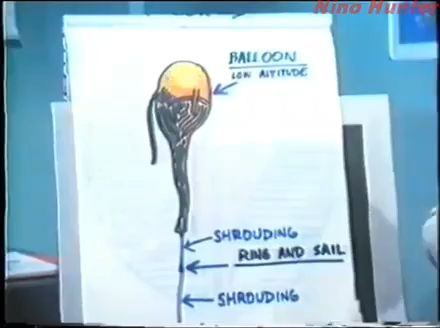 Nino Hunter
BALLOON
LOW ALTITUDE
SHROUDING
RING AND SAIL
SHROUDING